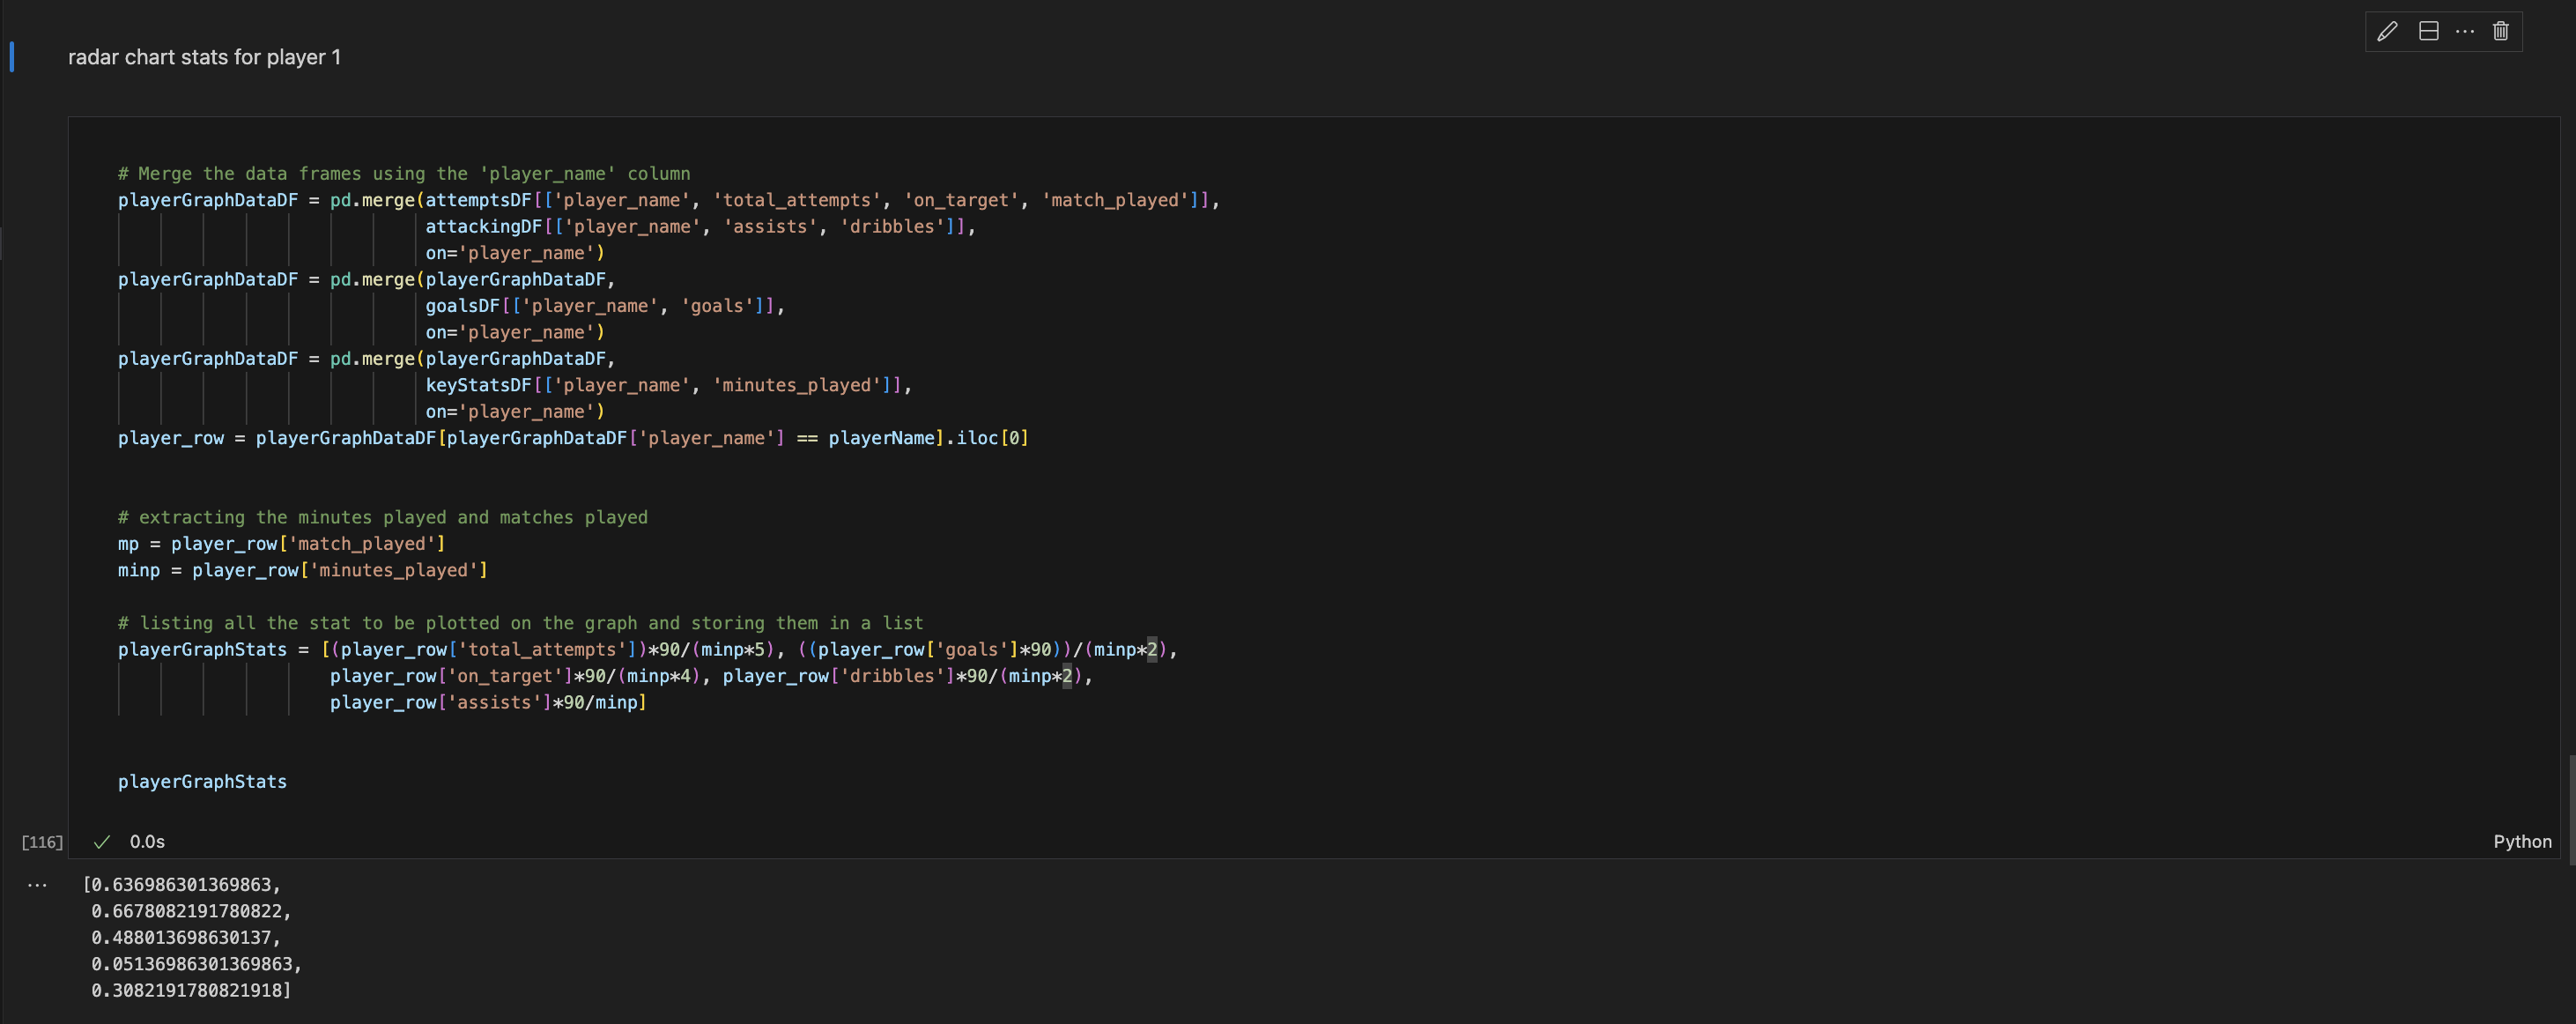 radar chart stats for player 1
# Merge the data frames using the 'player_name' column
playerGraphDataDF = pd.merge(attemptsDF[['player_name', 'total_attempts', 'on_target', 'match_played']],
attackingDF[['player_name', 'assists', 'dribbles']],
on='player_name')
playerGraphDataDF = pd.merge(playerGraphDataDF,
goalsDF[['player_name', 'goals']],
on='player_name')
playerGraphDataDF = pd.merge(playerGraphDataDF,
keyStatsDF[['player_name', 'minutes_played']],
on='player_name')
player_row = playerGraphDataDF[playerGraphDataDF['player_name'] == playerName].iloc[0]
# extracting the minutes played and matches played
mp = player_row['match_played']
minp = player_row['minutes_played']
# listing all the stat to be plotted on the graph and storing them in a list
playerGraphStats = [(player_row['total_attempts'])*90/(minp*5), ((player_row['goals']*90))/(minp*2),
player_row['on_target']*90/(minp*4), player_row['dribbles']*90/(minp*2),
player_row['assists']*90/minp]
playerGraphStats
[116] 0.0s Python
[0.636986301369863,
0.6678082191780822,
0.488013698630137,
0.05136986301369863,
0.3082191780821918]